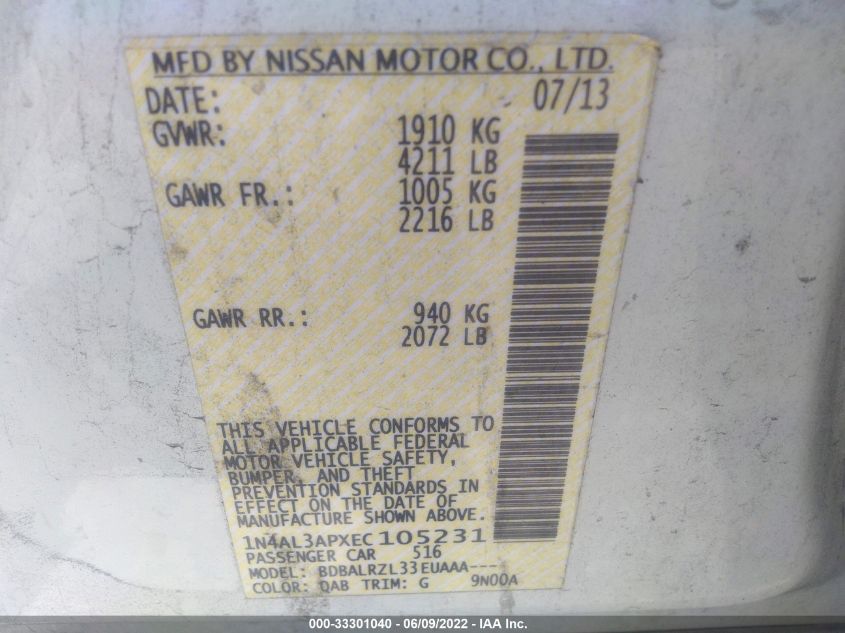 MFD BY NISSAN MOTOR CO., LTD.
DATE: 07/13
GVWR: 1910 KG
4211 LB
GAWR FR.: 1005 KG
2216 LB
GAWR RR.: 940 KG
2072 LB
THIS VEHICLE CONFORMS TO
ALL APPLICABLE FEDERAL
MOTOR VEHICLE SAFETY,
BUMPER, AND THEFT
PREVENTION STANDARDS IN
EFFECT ON THE DATE OF
MANUFACTURE SHOWN ABOVE.
1N4AL3APXEC105231
PASSENGER CAR 516
MODEL: BDBALRZL33EUAAA----
COLOR: QAB TRIM: G 9N00A
000-33301040 - 06/09/2022 - IAA Inc.